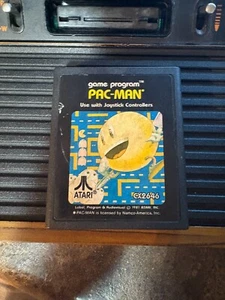 game program™
PAC-MAN*
Use with Joystick Controllers
ATARI®
CX2646
Label, Program & Audiovisual © 1981 ATARI, INC.
* PAC-MAN is licensed by Namco-America, Inc.